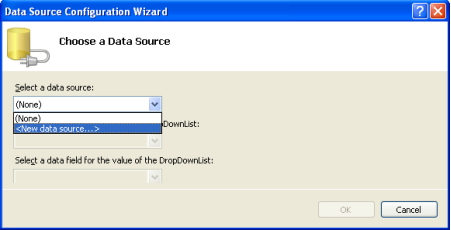 Data Source Configuration Wizard
Choose a Data Source
Select a data source:
(None)
(None)
<New data source...>
DownList:
Select a data field for the value of the DropDownList:
OK
Cancel